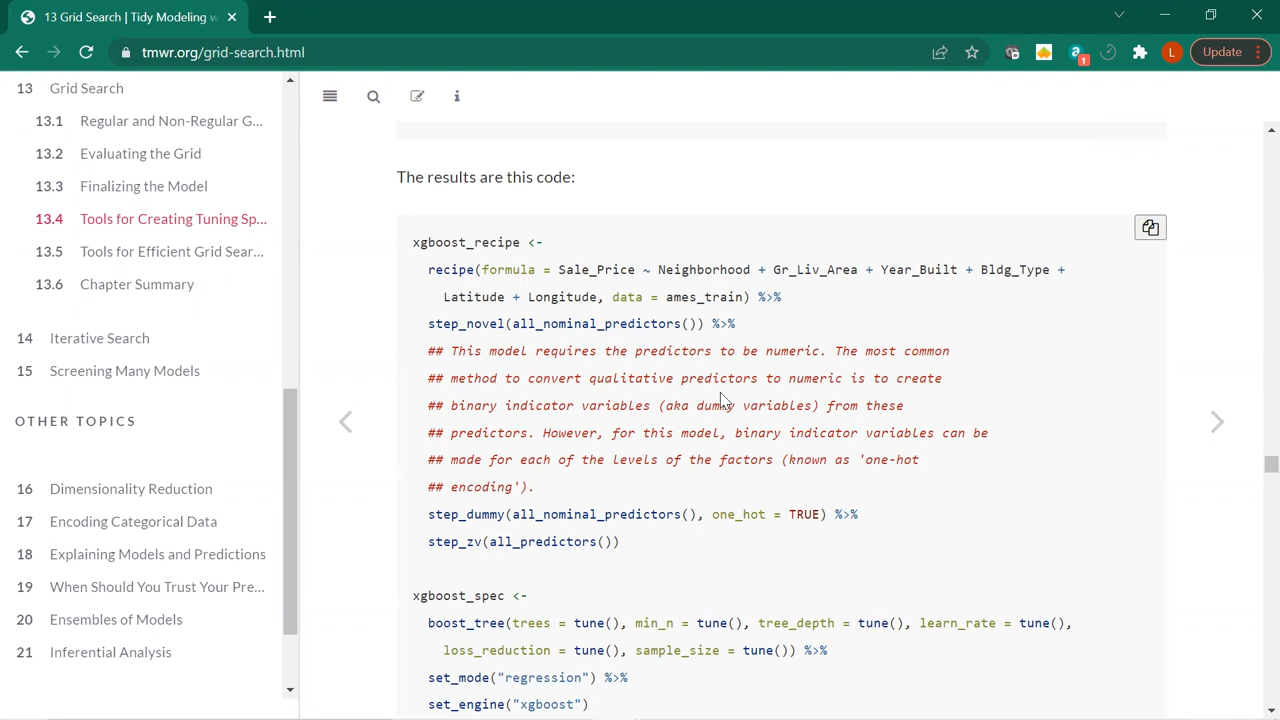 13 Grid Search | Tidy Modeling w
tmwr.org/grid-search.html
1
L
Update
13 Grid Search
13.1 Regular and Non-Regular G...
13.2 Evaluating the Grid
13.3 Finalizing the Model
13.4 Tools for Creating Tuning Sp...
13.5 Tools for Efficient Grid Sear...
13.6 Chapter Summary
14 Iterative Search
15 Screening Many Models
OTHER TOPICS
16 Dimensionality Reduction
17 Encoding Categorical Data
18 Explaining Models and Predictions
19 When Should You Trust Your Pre...
20 Ensembles of Models
21 Inferential Analysis
The results are this code:
xgboost_recipe <-
recipe(formula = Sale_Price ~ Neighborhood + Gr_Liv_Area + Year_Built + Bldg_Type +
Latitude + Longitude, data = ames_train) %>%
step_novel(all_nominal_predictors()) %>%
## This model requires the predictors to be numeric. The most common
## method to convert qualitative predictors to numeric is to create
## binary indicator variables (aka dummy variables) from these
## predictors. However, for this model, binary indicator variables can be
## made for each of the levels of the factors (known as 'one-hot
## encoding').
step_dummy(all_nominal_predictors(), one_hot = TRUE) %>%
step_zv(all_predictors())
xgboost_spec <-
boost_tree(trees = tune(), min_n = tune(), tree_depth = tune(), learn_rate = tune(),
loss_reduction = tune(), sample_size = tune()) %>%
set_mode("regression") %>%
set_engine("xgboost")